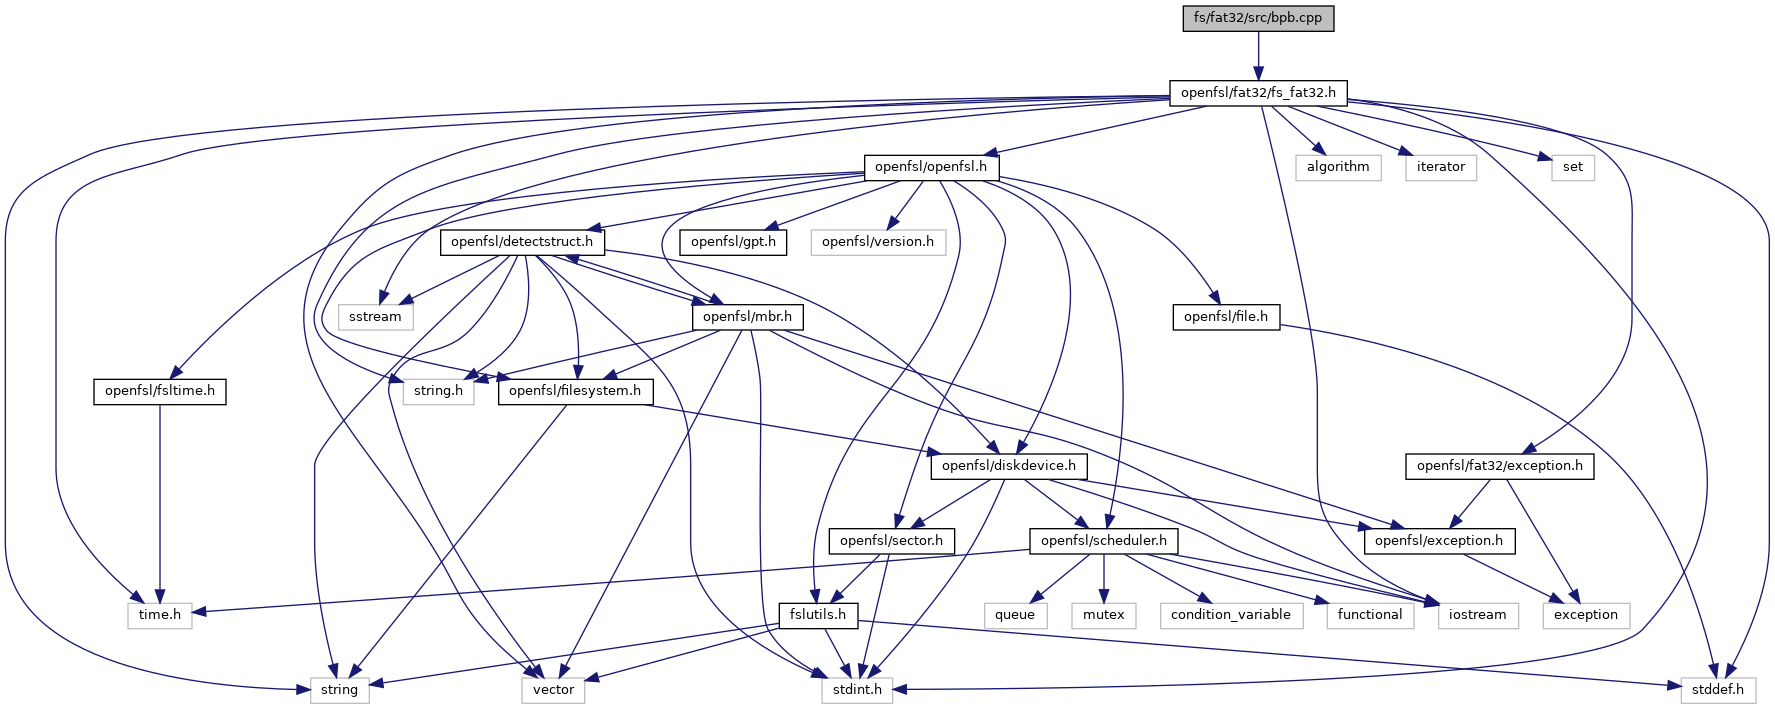 fs/fat32/src/bpb.cpp
openfsl/fat32/fs_fat32.h
openfsl/openfsl.h
algorithm
iterator
set
openfsl/detectstruct.h
openfsl/gpt.h
openfsl/version.h
sstream
openfsl/mbr.h
openfsl/file.h
openfsl/fsltime.h
string.h
openfsl/filesystem.h
openfsl/diskdevice.h
openfsl/fat32/exception.h
openfsl/sector.h
openfsl/scheduler.h
openfsl/exception.h
time.h
fslutils.h
queue
mutex
condition_variable
functional
iostream
exception
string
vector
stdint.h
stddef.h